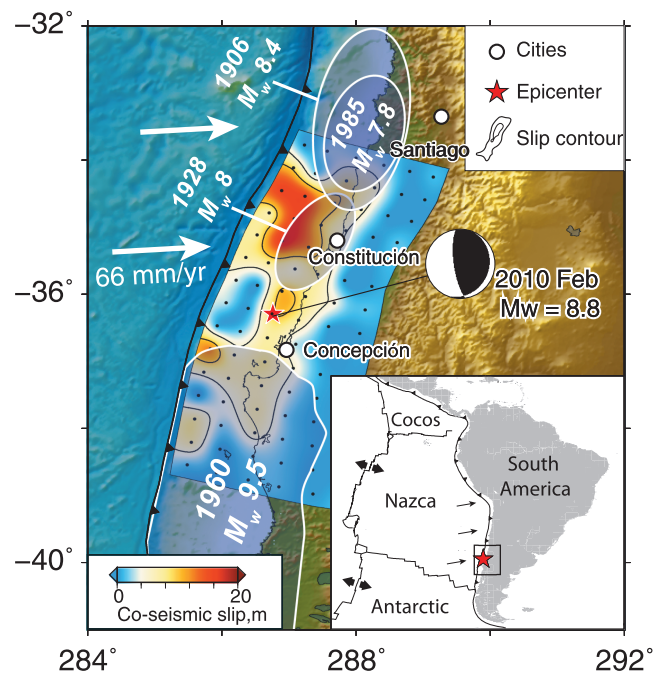 −32°
−36°
−40°
284°
288°
292°
Cities
Epicenter
Slip contour
1906
Mw 8.4
1985
Mw 7.8
Santiago
1928
Mw 8
Constitución
66 mm/yr
2010 Feb
Mw = 8.8
Concepción
1960
Mw 9.5
0
20
Co-seismic slip,m
Cocos
South
America
Nazca
Antarctic